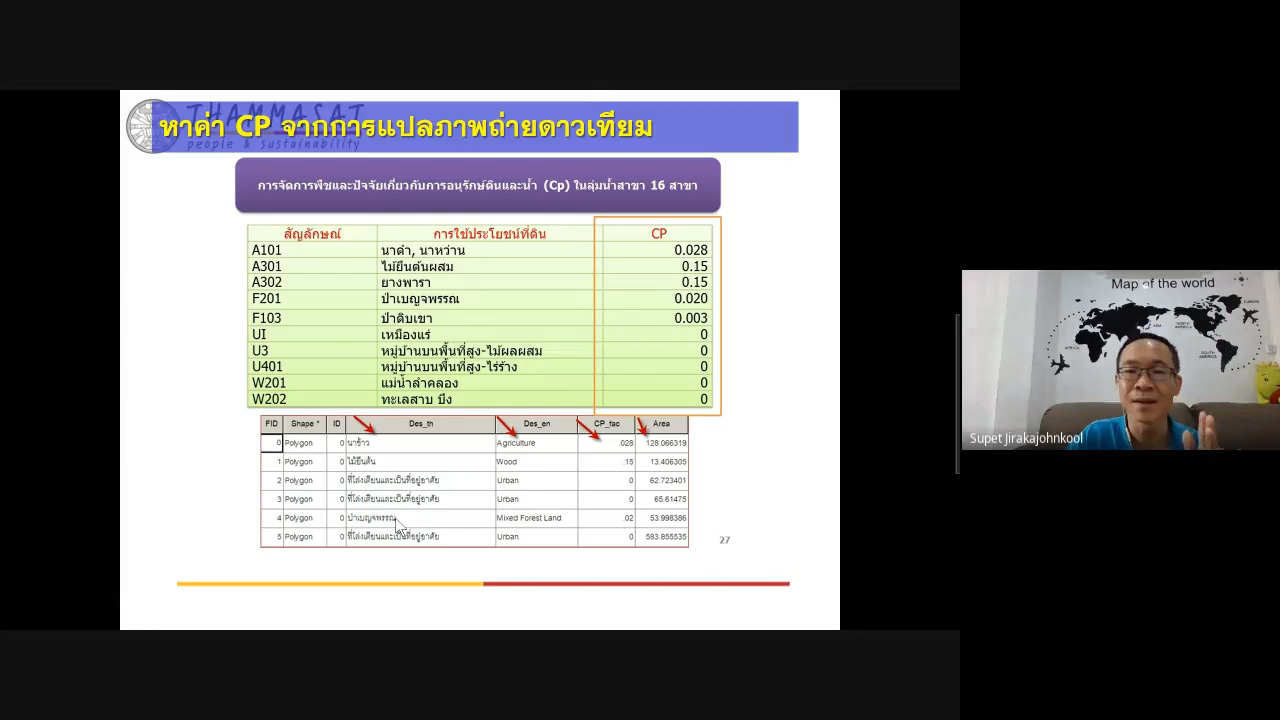 THAMMASAT
people & sustainability
หาค่า CP จากการแปลภาพถ่ายดาวเทียม
การจัดการพืชและปัจจัยเกี่ยวกับการอนุรักษ์ดินและน้ำ (Cp) ในลุ่มน้ำสาขา 16 สาขา
สัญลักษณ์ การใช้ประโยชน์ที่ดิน CP
A101 นาดำ, นาหว่าน 0.028
A301 ไม้ยืนต้นผสม 0.15
A302 ยางพารา 0.15
F201 ป่าเบญจพรรณ 0.020
F103 ป่าดิบเขา 0.003
UI เหมืองแร่ 0
U3 หมู่บ้านบนพื้นที่สูง-ไม้ผลผสม 0
U401 หมู่บ้านบนพื้นที่สูง-ไร่ร้าง 0
W201 แม่น้ำลำคลอง 0
W202 ทะเลสาบ บึง 0
FID Shape * ID Des_th Des_en CP_fac Area
0 Polygon 0 นาข้าว Agriculture .028 128.066319
1 Polygon 0 ไม้ยืนต้น Wood .15 13.406305
2 Polygon 0 ที่โล่งเตียนและเป็นที่อยู่อาศัย Urban 0 62.723401
3 Polygon 0 ที่โล่งเตียนและเป็นที่อยู่อาศัย Urban 0 65.61475
4 Polygon 0 ป่าเบญจพรรณ Mixed Forest Land .02 53.998386
5 Polygon 0 ที่โล่งเตียนและเป็นที่อยู่อาศัย Urban 0 583.855535
27
Map of the world
EUROPE
ASIA
AFRICA
NORTH AMERICA
SOUTH AMERICA
Supet Jirakajohnkool